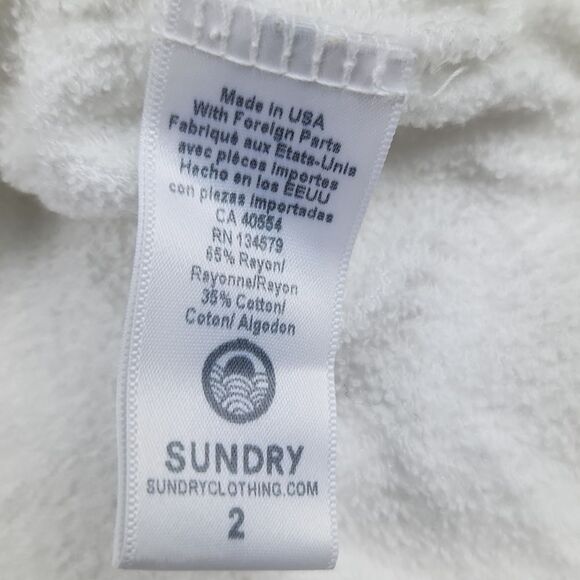 Made in USA
With Foreign Parts
Fabriqué aux Etats-Unis
avec pièces importes
Hecho en los EEUU
con piezas importadas
CA 40554
RN 134579
65% Rayon/
Rayonne/Rayon
35% Cotton/
Coton/ Algodon
SUNDRY
SUNDRYCLOTHING.COM
2